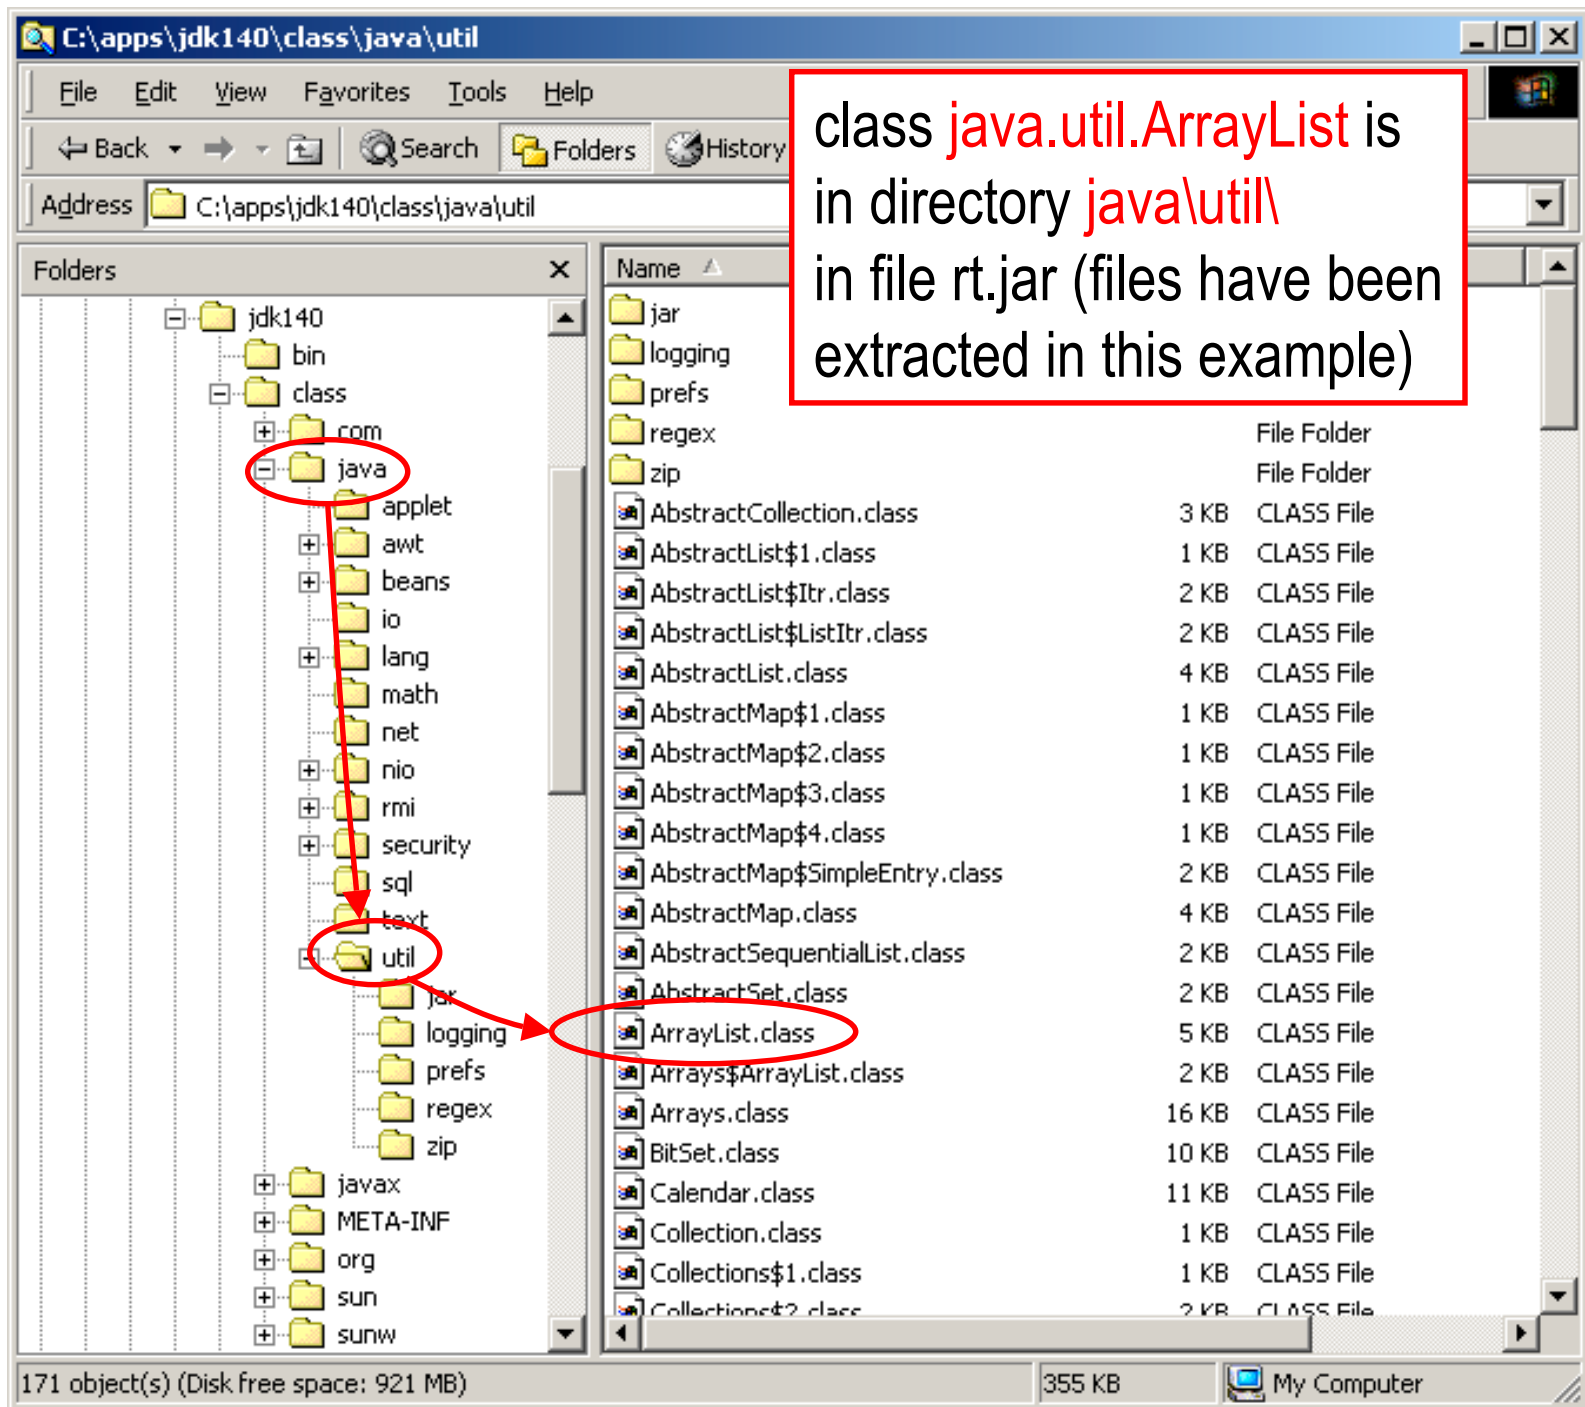 C:\apps\jdk140\class\java\util
File Edit View Favorites Tools Help
Back Search Folders History
Address C:\apps\jdk140\class\java\util
class java.util.ArrayList is
in directory java\util\
in file rt.jar (files have been
extracted in this example)
Folders
jdk140
bin
class
com
java
applet
awt
beans
io
lang
math
net
nio
rmi
security
sql
text
util
jar
logging
prefs
regex
zip
javax
META-INF
org
sun
sunw
Name
jar
logging
prefs
regex File Folder
zip File Folder
AbstractCollection.class 3 KB CLASS File
AbstractList$1.class 1 KB CLASS File
AbstractList$Itr.class 2 KB CLASS File
AbstractList$ListItr.class 2 KB CLASS File
AbstractList.class 4 KB CLASS File
AbstractMap$1.class 1 KB CLASS File
AbstractMap$2.class 1 KB CLASS File
AbstractMap$3.class 1 KB CLASS File
AbstractMap$4.class 1 KB CLASS File
AbstractMap$SimpleEntry.class 2 KB CLASS File
AbstractMap.class 4 KB CLASS File
AbstractSequentialList.class 2 KB CLASS File
AbstractSet.class 2 KB CLASS File
ArrayList.class 5 KB CLASS File
Arrays$ArrayList.class 2 KB CLASS File
Arrays.class 16 KB CLASS File
BitSet.class 10 KB CLASS File
Calendar.class 11 KB CLASS File
Collection.class 1 KB CLASS File
Collections$1.class 1 KB CLASS File
Collections$2.class 2 KB CLASS File
171 object(s) (Disk free space: 921 MB) 355 KB My Computer